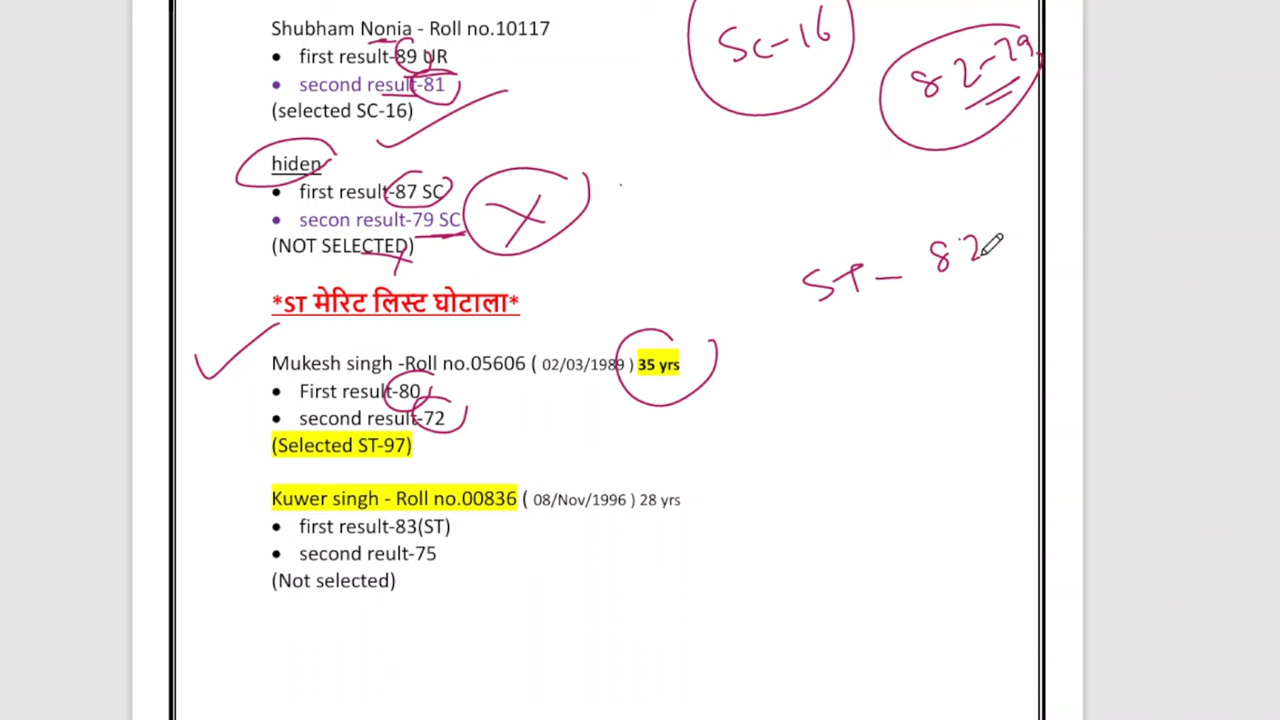 Shubham Nonia - Roll no.10117
SC-16
• first result-89 UR
82-79
• second result-81
(selected SC-16)
hiden
• first result-87 SC
• secon result-79 SC
(NOT SELECTED)
ST - 82
*ST मेरिट लिस्ट घोटाला*
Mukesh singh -Roll no.05606 ( 02/03/1989 ) 35 yrs
• First result-80
• second result-72
(Selected ST-97)
Kuwer singh - Roll no.00836 ( 08/Nov/1996 ) 28 yrs
• first result-83(ST)
• second reult-75
(Not selected)